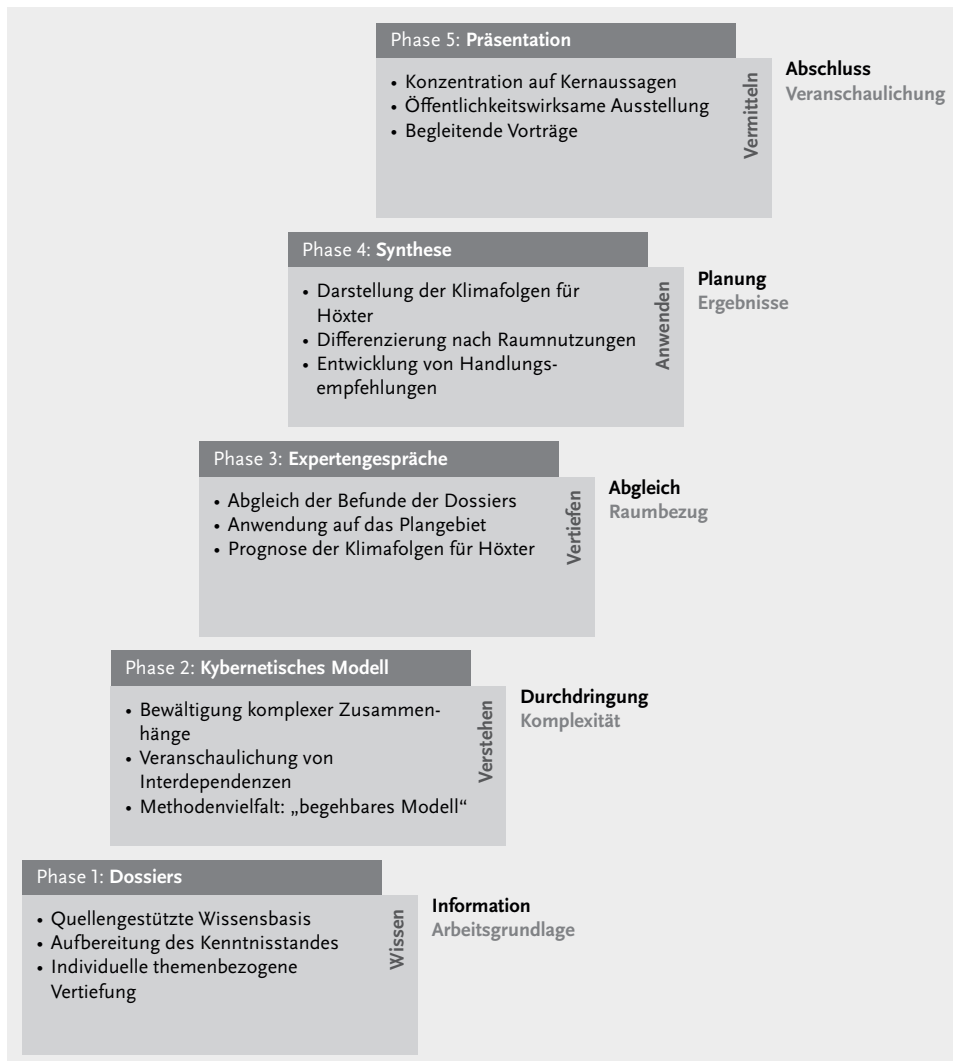 Phase 5: Präsentation
• Konzentration auf Kernaussagen
• Öffentlichkeitswirksame Ausstellung
• Begleitende Vorträge
Vermitteln
Abschluss
Veranschaulichung
Phase 4: Synthese
• Darstellung der Klimafolgen für
Höxter
• Differenzierung nach Raumnutzungen
• Entwicklung von Handlungs-
empfehlungen
Anwenden
Planung
Ergebnisse
Phase 3: Expertengespräche
• Abgleich der Befunde der Dossiers
• Anwendung auf das Plangebiet
• Prognose der Klimafolgen für Höxter
Vertiefen
Abgleich
Raumbezug
Phase 2: Kybernetisches Modell
• Bewältigung komplexer Zusammen-
hänge
• Veranschaulichung von
Interdependenzen
• Methodenvielfalt: „begehbares Modell“
Verstehen
Durchdringung
Komplexität
Phase 1: Dossiers
• Quellengestützte Wissensbasis
• Aufbereitung des Kenntnisstandes
• Individuelle themenbezogene
Vertiefung
Wissen
Information
Arbeitsgrundlage